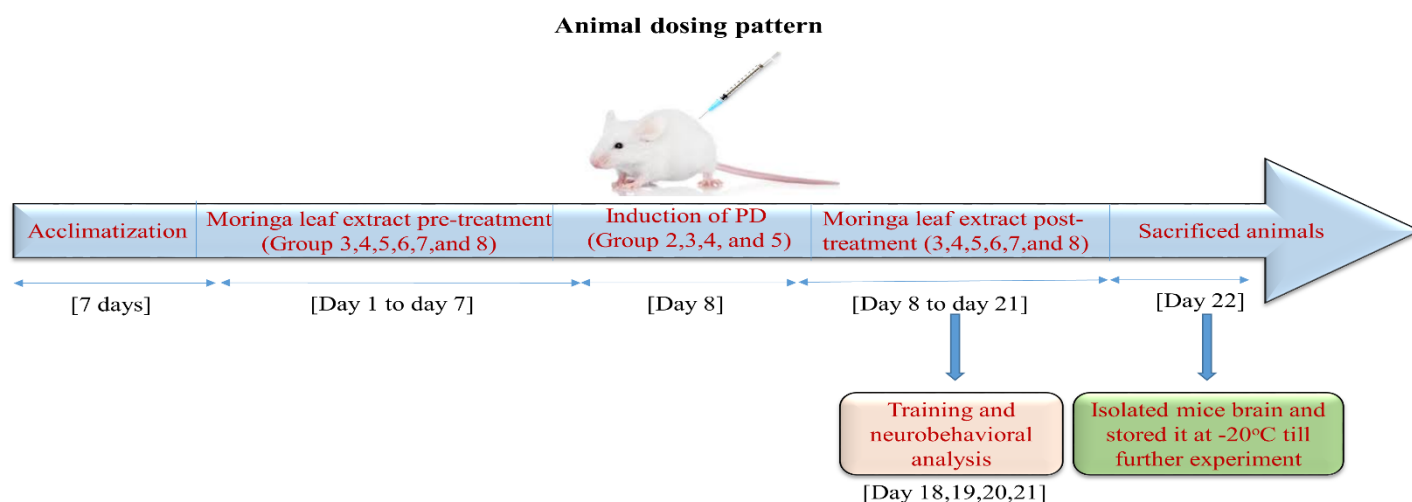 Animal dosing pattern
Acclimatization
Moringa leaf extract pre-treatment
(Group 3,4,5,6,7,and 8)
Induction of PD
(Group 2,3,4, and 5)
Moringa leaf extract post-
treatment (3,4,5,6,7,and 8)
Sacrificed animals
[7 days]
[Day 1 to day 7]
[Day 8]
[Day 8 to day 21]
[Day 22]
Training and
neurobehavioral
analysis
Isolated mice brain and
stored it at -20°C till
further experiment
[Day 18,19,20,21]